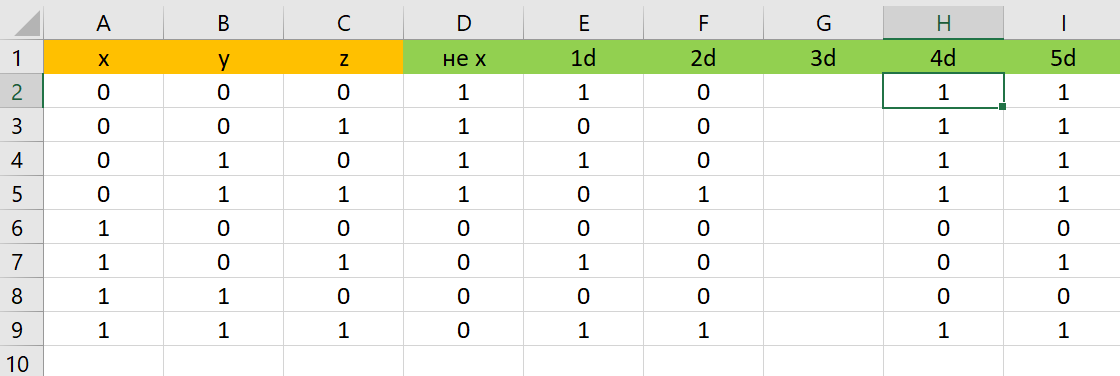 A B C D E F G H I
1 x y z не x 1d 2d 3d 4d 5d
2 0 0 0 1 1 0 1 1
3 0 0 1 1 0 0 1 1
4 0 1 0 1 1 0 1 1
5 0 1 1 1 0 1 1 1
6 1 0 0 0 0 0 0 0
7 1 0 1 0 1 0 0 1
8 1 1 0 0 0 0 0 0
9 1 1 1 0 1 1 1 1
10